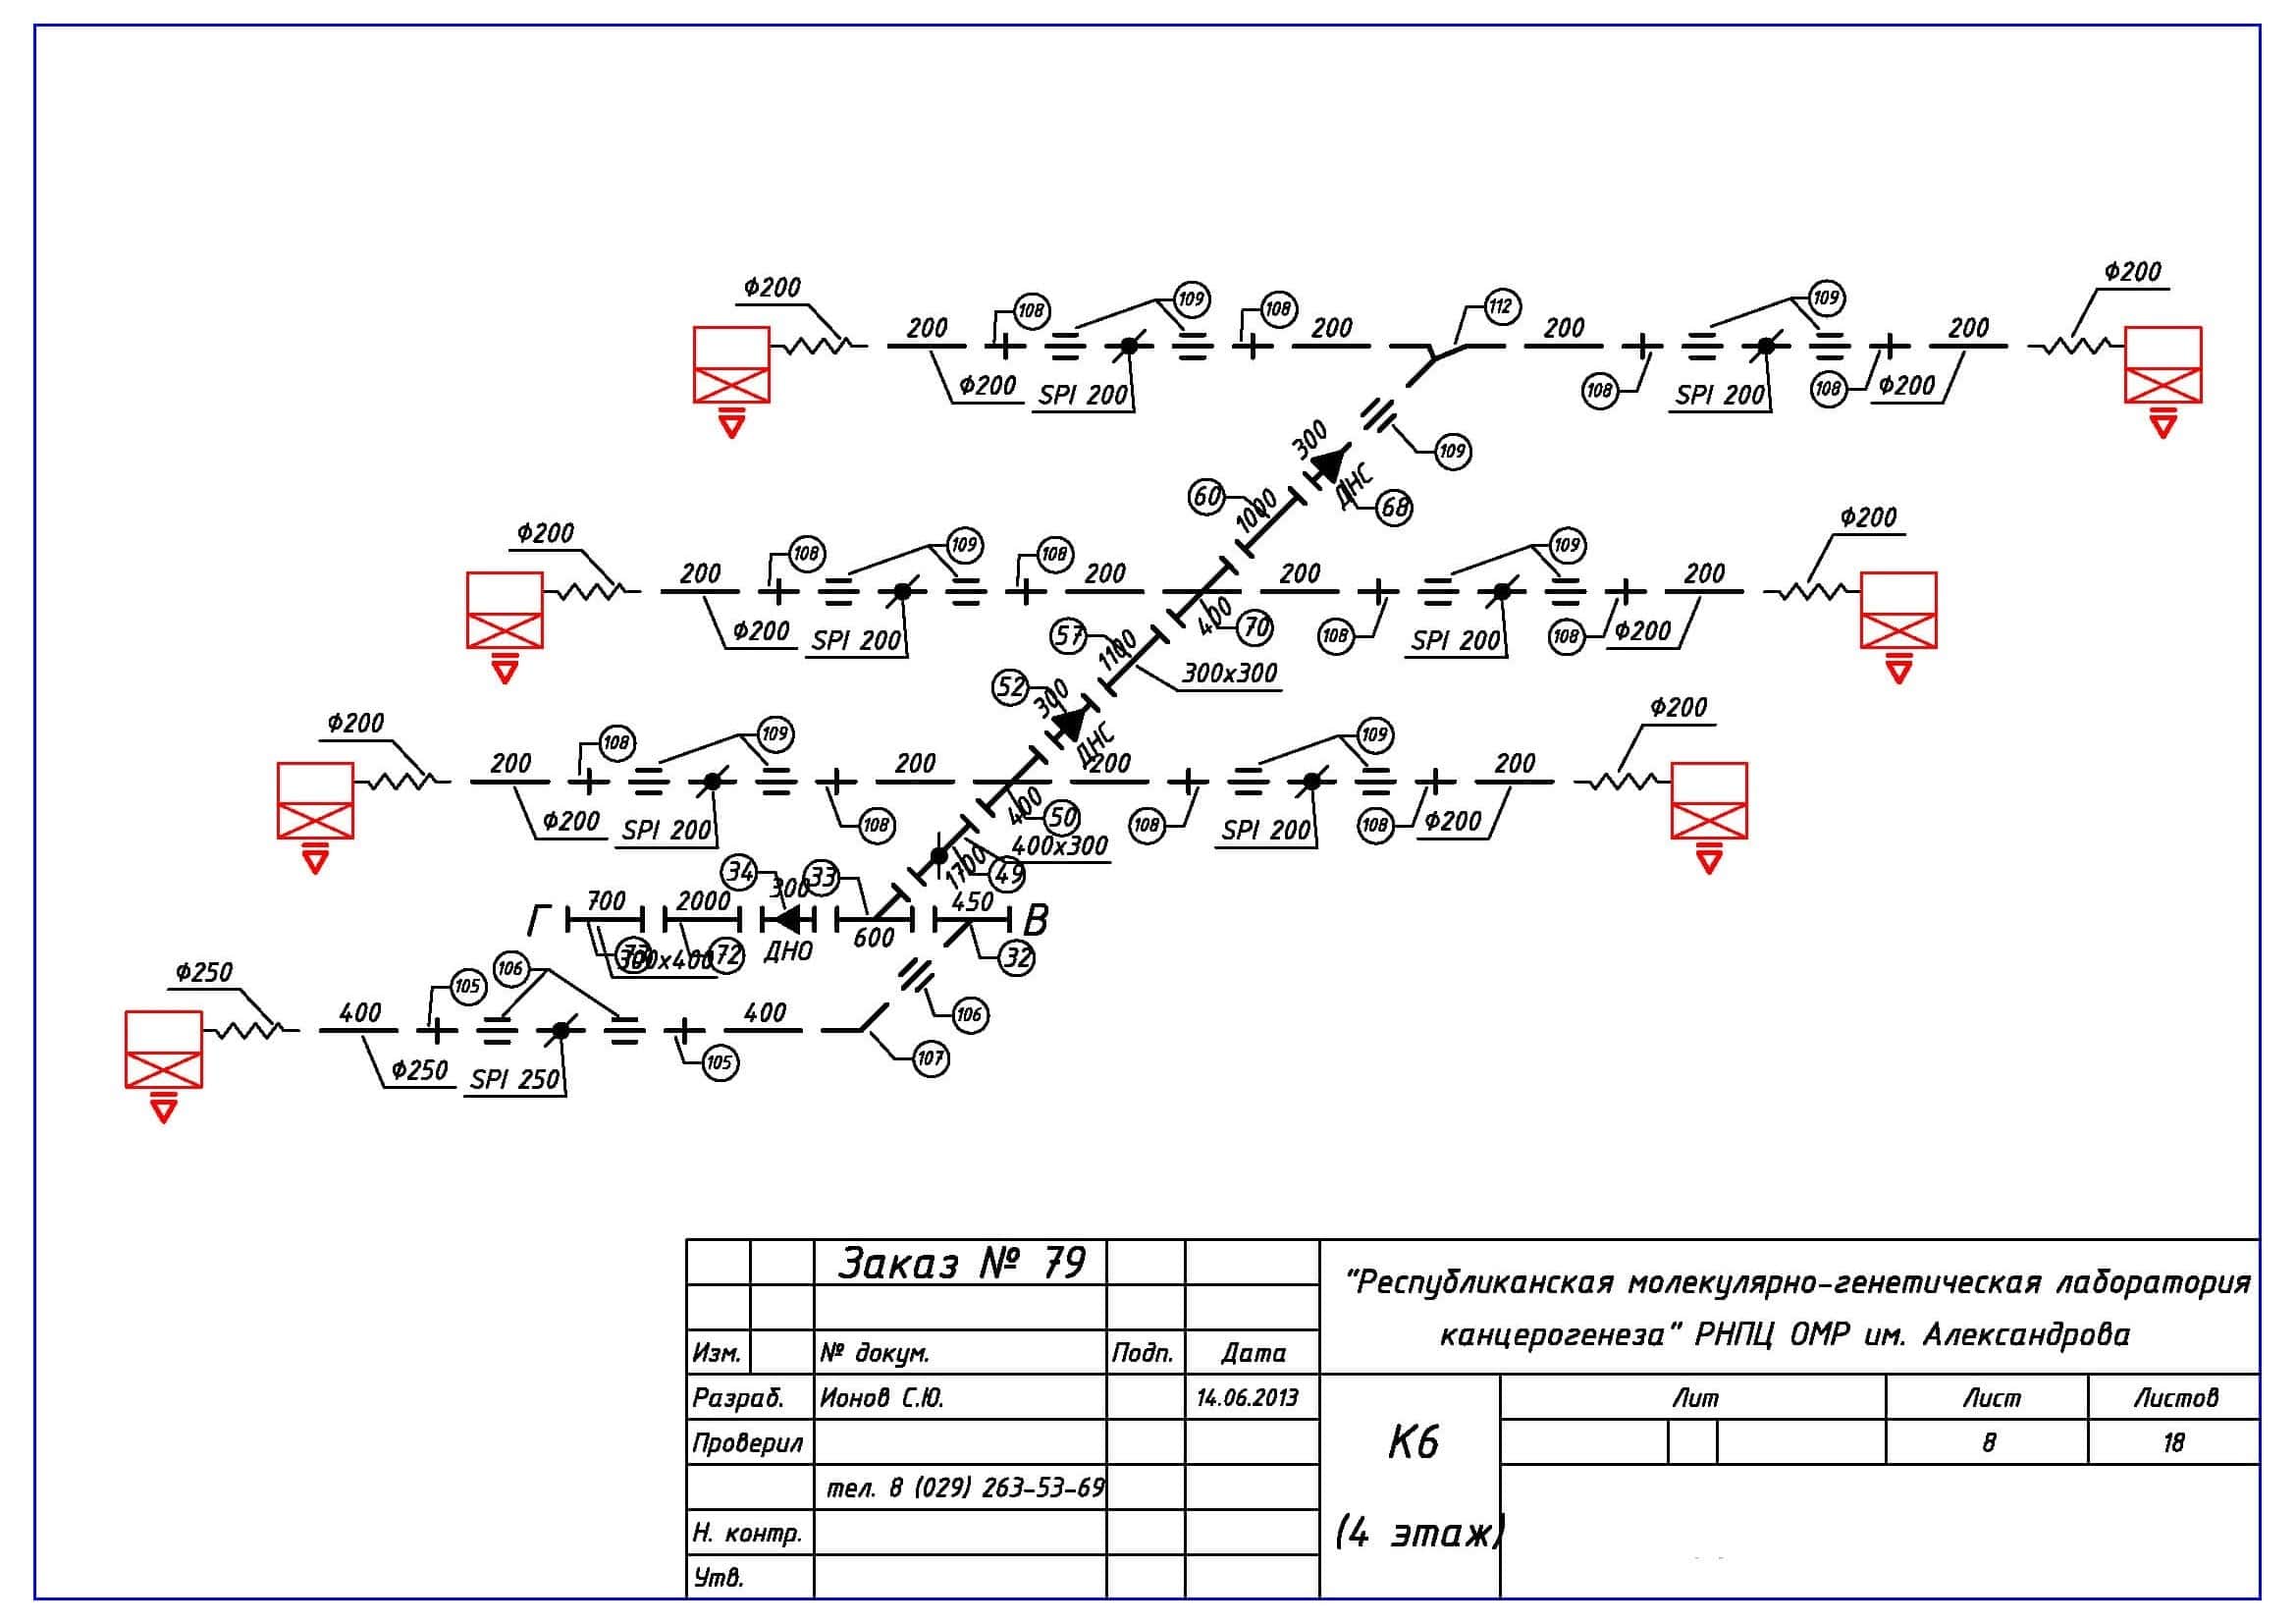 Ф200
Ф200
200
108
109
108
200
112
200
109
200
Ф200
SPI 200
108
SPI 200
108
Ф200
109
300
ДНС
68
60
1000
Ф200
Ф200
200
108
109
108
200
200
109
200
Ф200
SPI 200
400
70
108
SPI 200
108
Ф200
57
1100
300х300
52
300
ДНС
Ф200
Ф200
200
108
109
200
200
109
200
Ф200
SPI 200
108
400
50
108
SPI 200
108
Ф200
400х300
1700
49
34
300
33
700
2000
450
В
600
ДНО
32
300х400
72
Ф250
106
105
400
400
106
Ф250
SPI 250
105
107
Заказ № 79
"Республиканская молекулярно-генетическая лаборатория
канцерогенеза" РНПЦ ОМР им. Александрова
Изм.
№ докум.
Подп.
Дата
Разраб.
Ионов С.Ю.
14.06.2013
Лит
Лист
Листов
Проверил
К6
8
18
тел. 8 (029) 263-53-69
Н. контр.
(4 этаж)
Утв.